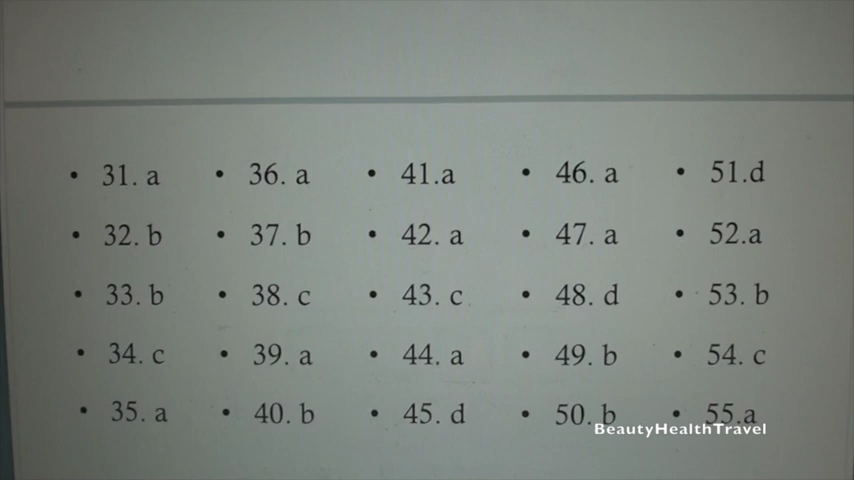 • 31. a • 36. a • 41.a • 46. a • 51.d
• 32. b • 37. b • 42. a • 47. a • 52.a
• 33. b • 38. c • 43. c • 48. d • 53. b
• 34. c • 39. a • 44. a • 49. b • 54. c
• 35. a • 40. b • 45. d • 50. b • 55.a
BeautyHealthTravel